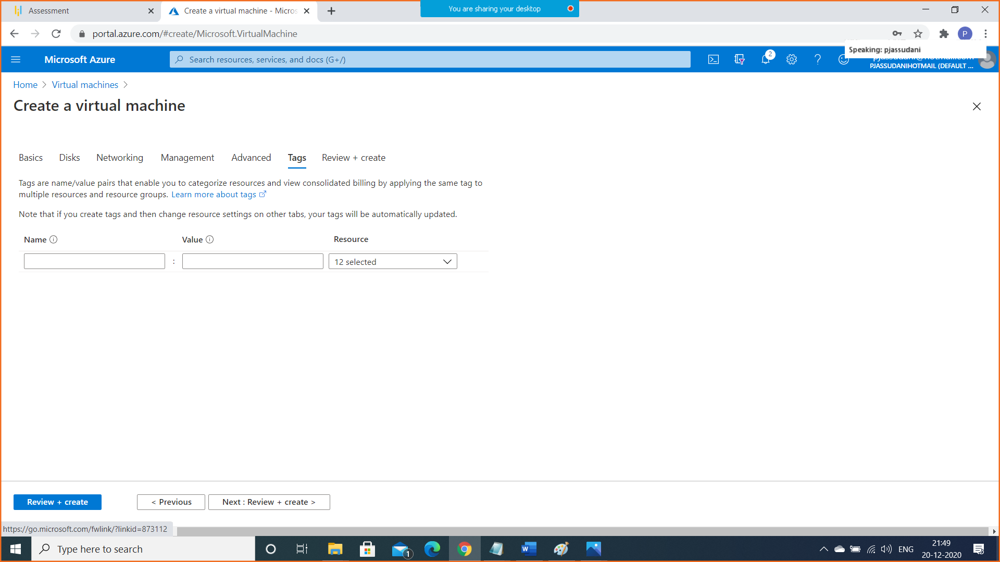 Assessment
Create a virtual machine - Micros
You are sharing your desktop
portal.azure.com/#create/Microsoft.VirtualMachine
P
Speaking: pjassudani
Microsoft Azure
Search resources, services, and docs (G+/)
2
PJASSUDANIHOTMAIL (DEFAULT ...
Home > Virtual machines >
Create a virtual machine
Basics Disks Networking Management Advanced Tags Review + create
Tags are name/value pairs that enable you to categorize resources and view consolidated billing by applying the same tag to
multiple resources and resource groups. Learn more about tags
Note that if you create tags and then change resource settings on other tabs, your tags will be automatically updated.
Name Value Resource
: 12 selected
Review + create < Previous Next : Review + create >
https://go.microsoft.com/fwlink/?linkid=873112
Type here to search
1
ENG
21:49
20-12-2020